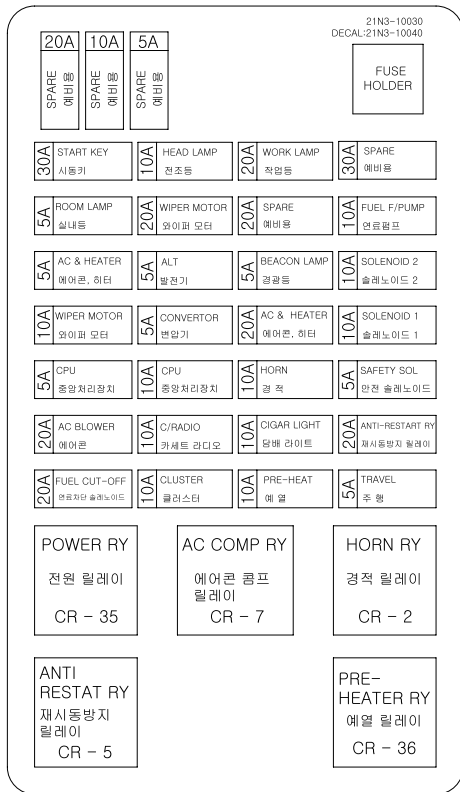 21N3-10030
DECAL:21N3-10040
20A 10A 5A
SPARE
예비용
SPARE
예비용
SPARE
예비용
FUSE
HOLDER
30A START KEY
시동키
10A HEAD LAMP
전조등
20A WORK LAMP
작업등
30A SPARE
예비용
5A ROOM LAMP
실내등
20A WIPER MOTOR
와이퍼 모터
20A SPARE
예비용
10A FUEL F/PUMP
연료펌프
5A AC & HEATER
에어콘, 히터
5A ALT
발전기
5A BEACON LAMP
경광등
10A SOLENOID 2
솔레노이드 2
10A WIPER MOTOR
와이퍼 모터
5A CONVERTOR
변압기
20A AC & HEATER
에어콘, 히터
10A SOLENOID 1
솔레노이드 1
5A CPU
중앙처리장치
10A CPU
중앙처리장치
10A HORN
경 적
5A SAFETY SOL
안전 솔레노이드
20A AC BLOWER
에어콘
10A C/RADIO
카세트 라디오
10A CIGAR LIGHT
담배 라이트
20A ANTI-RESTART RY
재시동방지 릴레이
20A FUEL CUT-OFF
연료차단 솔레노이드
10A CLUSTER
클러스터
10A PRE-HEAT
예 열
5A TRAVEL
주 행
POWER RY
전원 릴레이
CR - 35
AC COMP RY
에어콘 콤프
릴레이
CR - 7
HORN RY
경적 릴레이
CR - 2
ANTI
RESTAT RY
재시동방지
릴레이
CR - 5
PRE-
HEATER RY
예열 릴레이
CR - 36